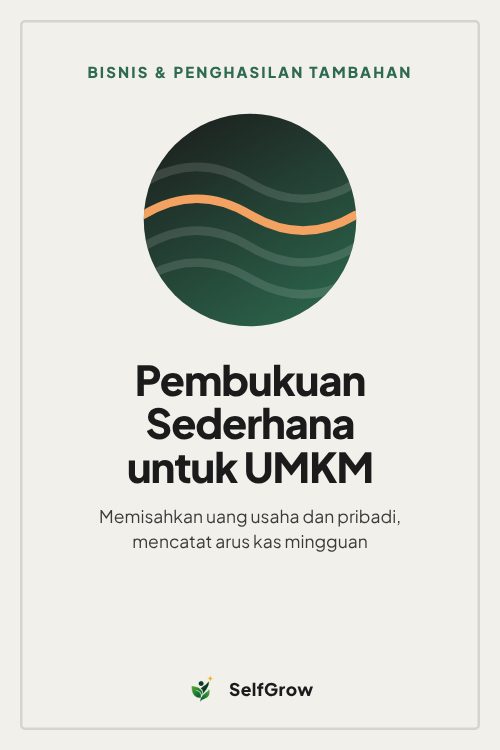 BISNIS & PENGHASILAN TAMBAHAN
Pembukuan
Sederhana
untuk UMKM
Memisahkan uang usaha dan pribadi,
mencatat arus kas mingguan
SelfGrow